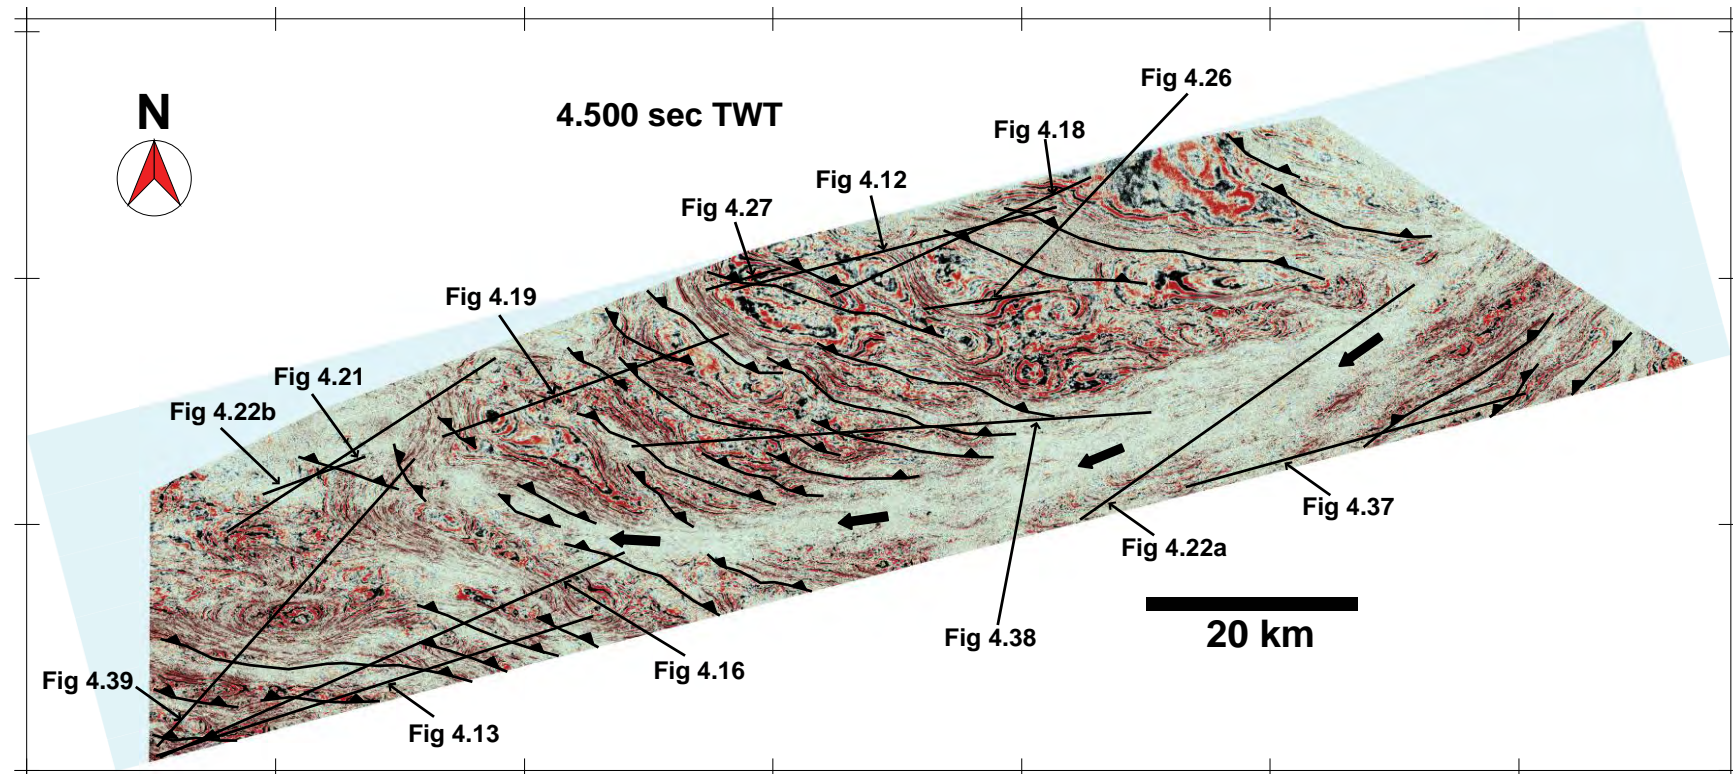 Fig 4.26
N
4.500 sec TWT
Fig 4.18
Fig 4.12
Fig 4.27
Fig 4.19
Fig 4.21
Fig 4.22b
Fig 4.37
Fig 4.22a
20 km
Fig 4.38
Fig 4.16
Fig 4.39
Fig 4.13